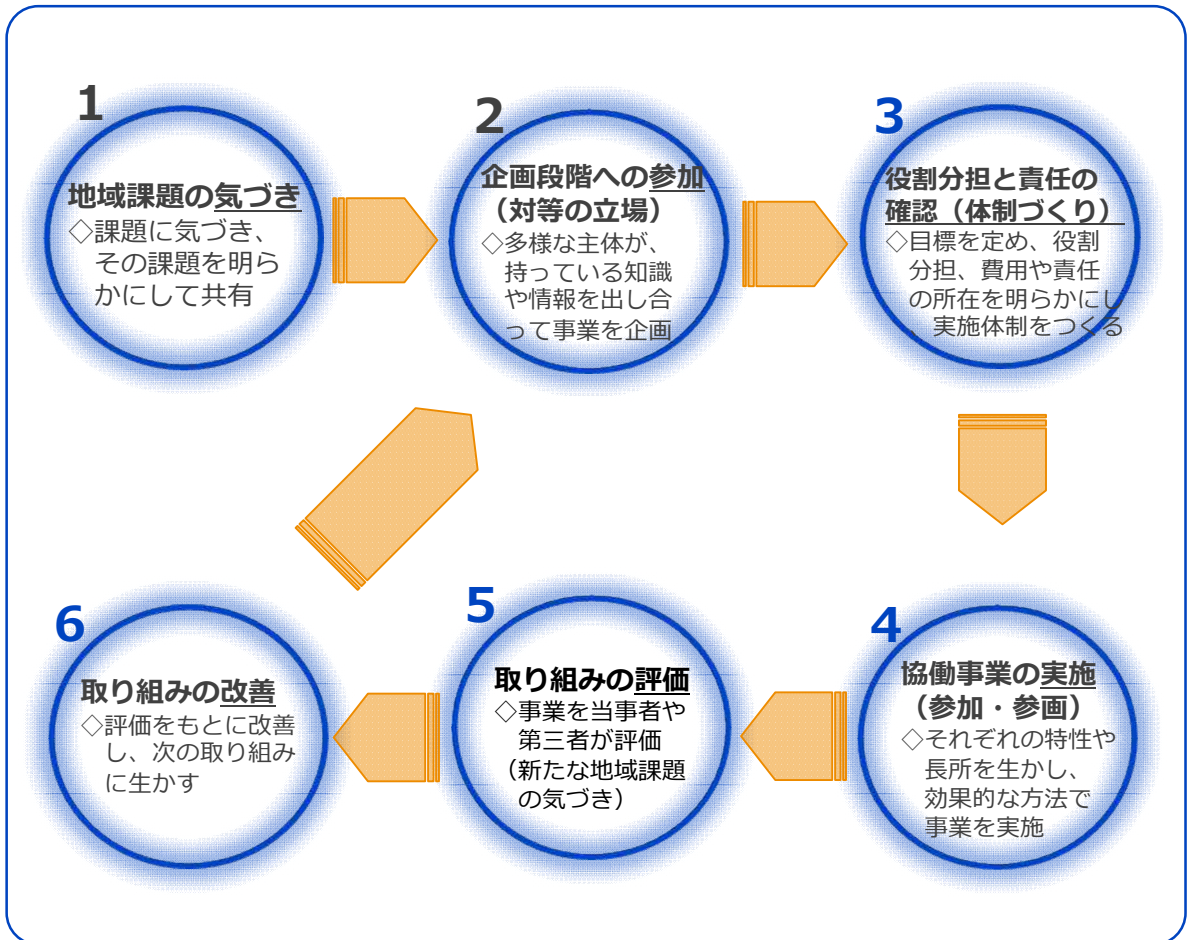 1
地域課題の気づき
◇課題に気づき、
その課題を明ら
かにして共有
2
企画段階への参加
（対等の立場）
◇多様な主体が、
持っている知識
や情報を出し合
って事業を企画
3
役割分担と責任の
確認（体制づくり）
◇目標を定め、役割
分担、費用や責任
の所在を明らかにし
、実施体制をつくる
4
協働事業の実施
（参加・参画）
◇それぞれの特性や
長所を生かし、
効果的な方法で
事業を実施
5
取り組みの評価
◇事業を当事者や
第三者が評価
（新たな地域課題
の気づき）
6
取り組みの改善
◇評価をもとに改善
し、次の取り組み
に生かす